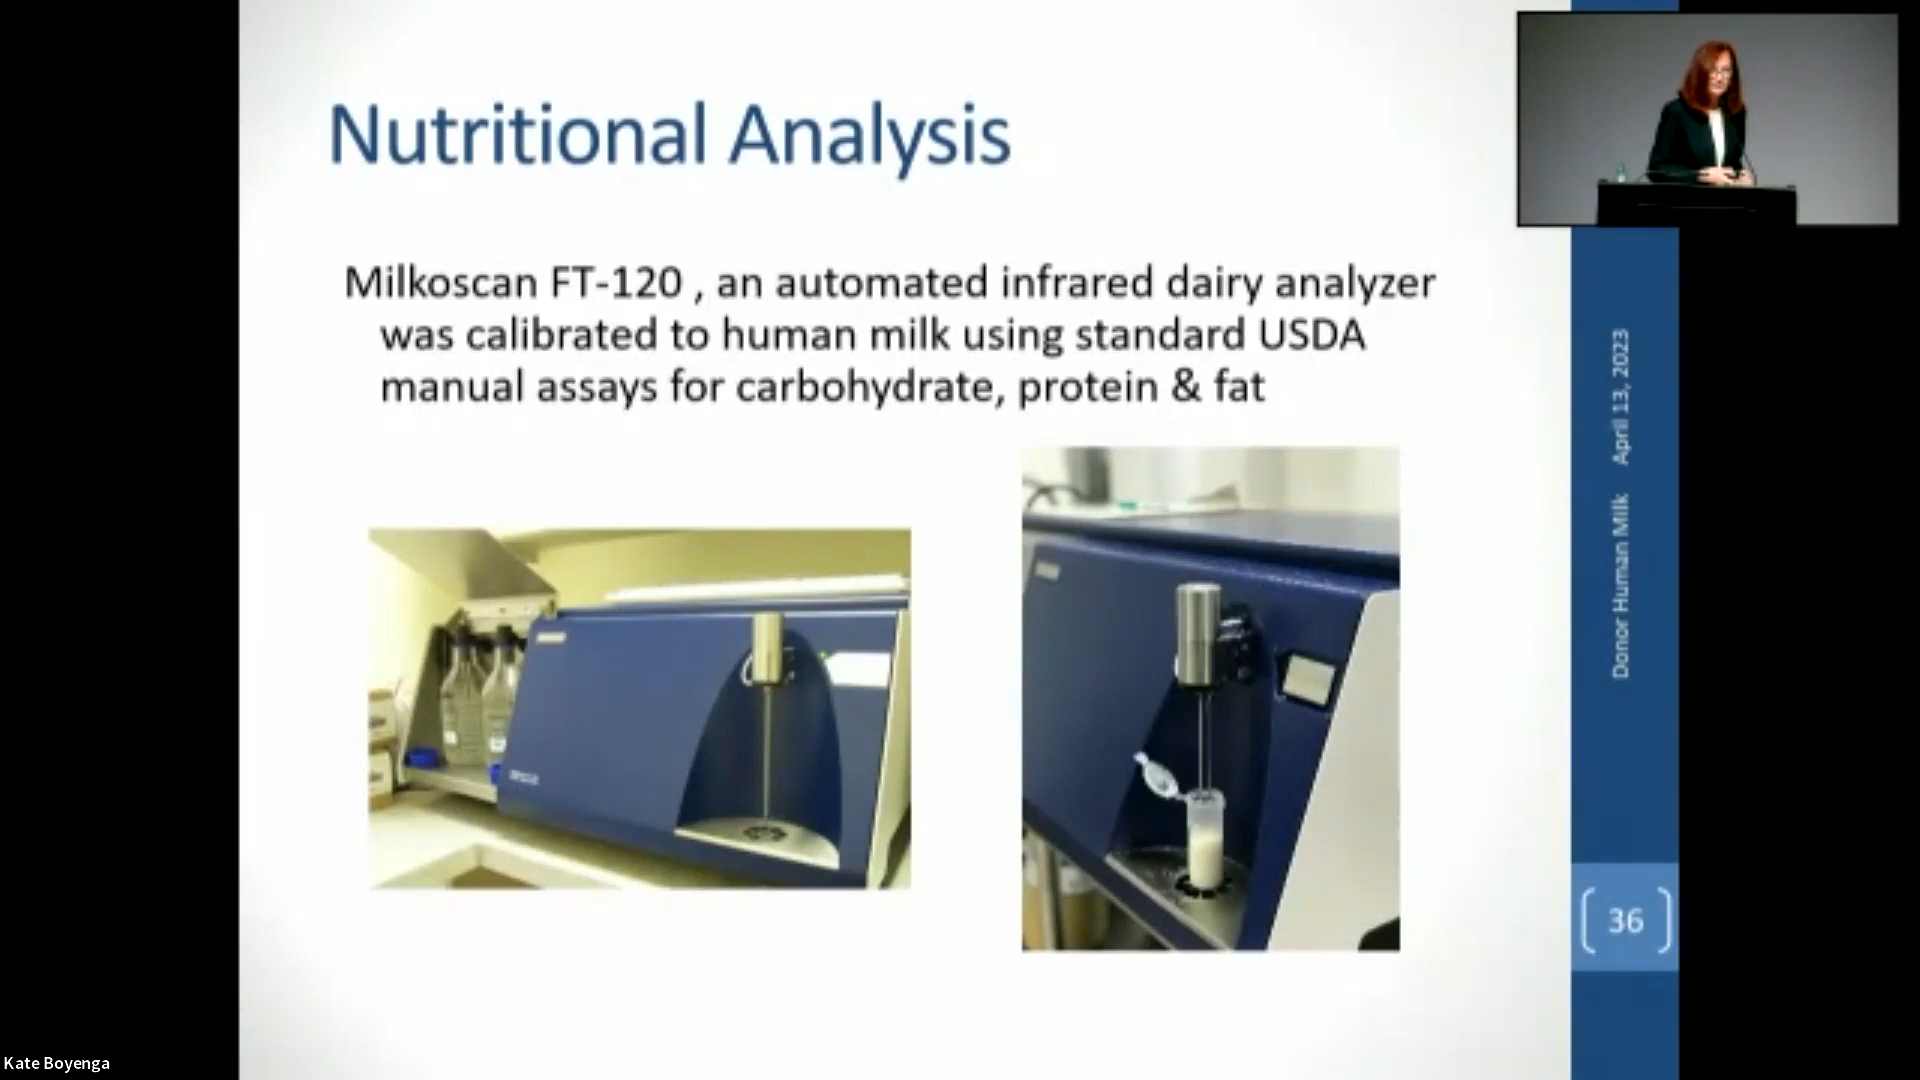 Nutritional Analysis
Milkoscan FT-120 , an automated infrared dairy analyzer
was calibrated to human milk using standard USDA
manual assays for carbohydrate, protein & fat
Donor Human Milk April 13, 2023
36
Kate Boyenga